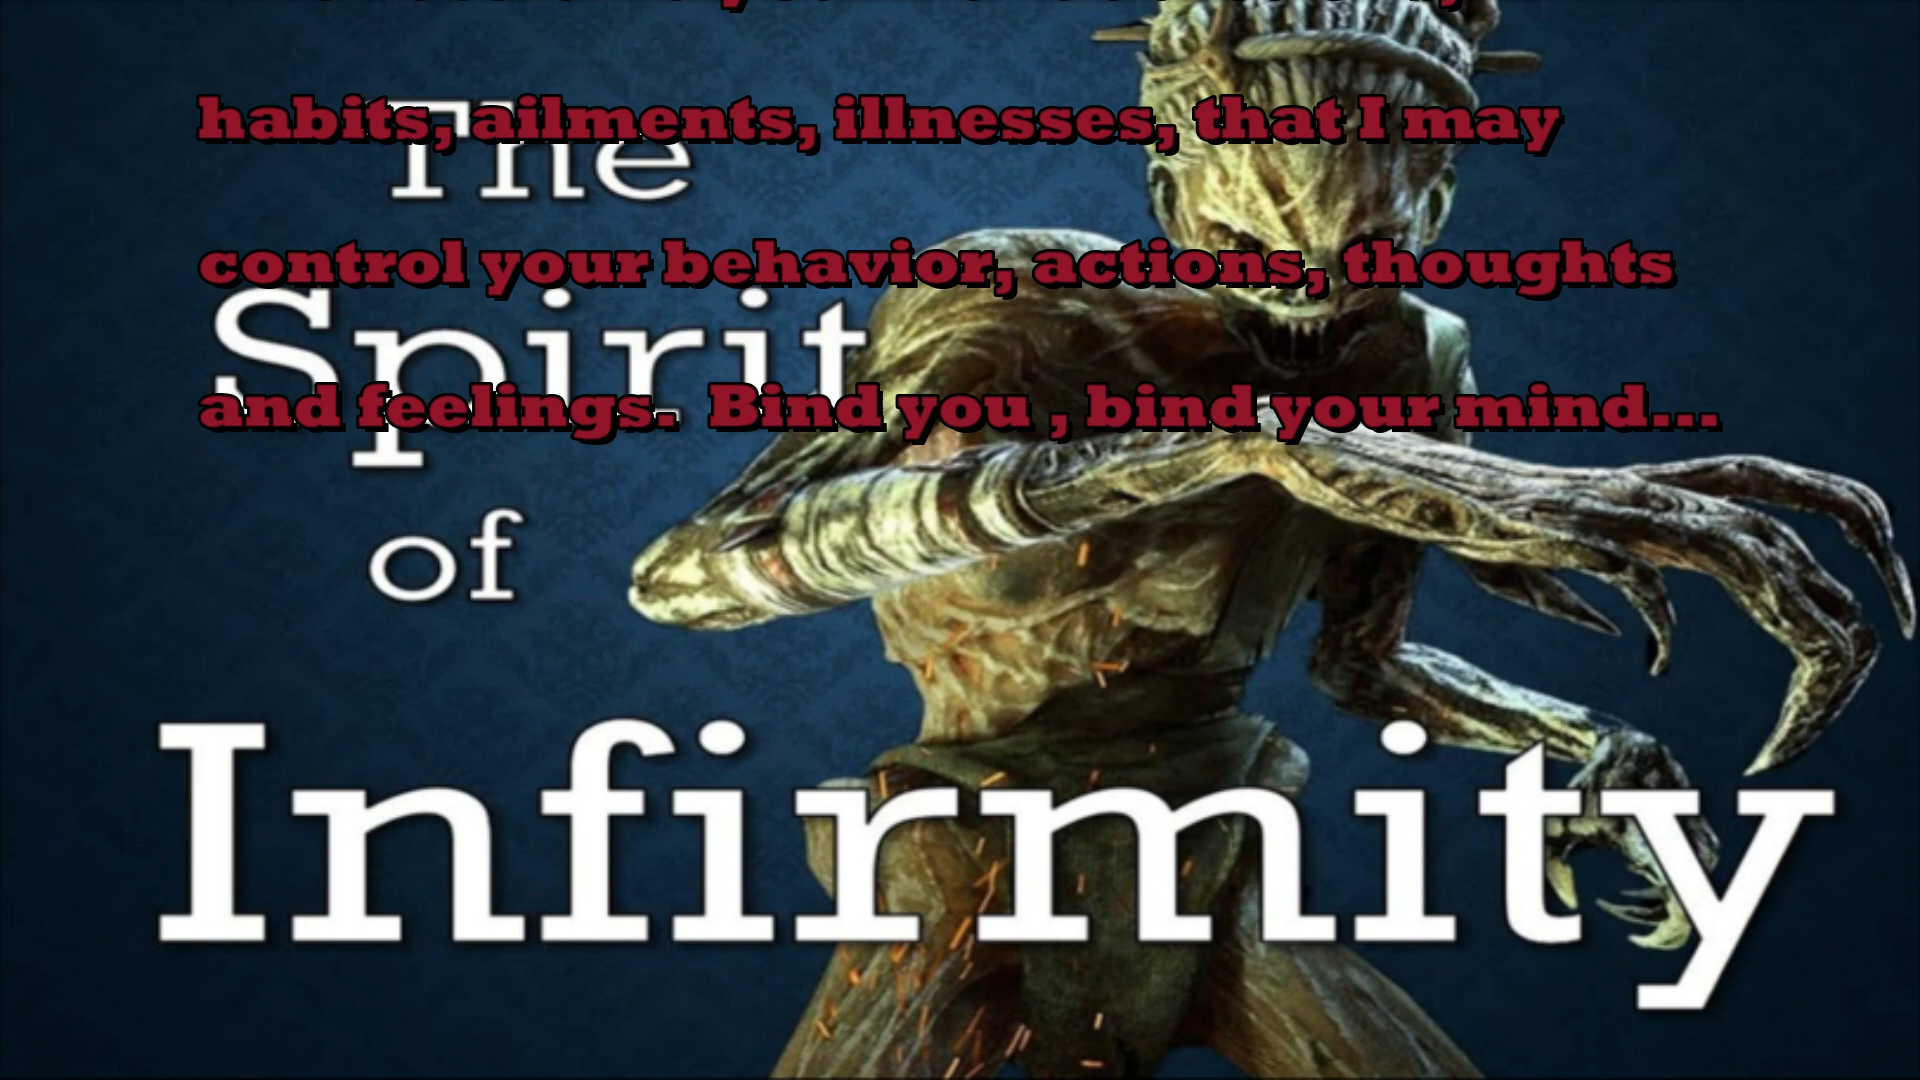 habits, ailments, illnesses, that I may
The
control your behavior, actions, thoughts
Spirit
and feelings.  Bind you , bind your mind...
of
Infirmity